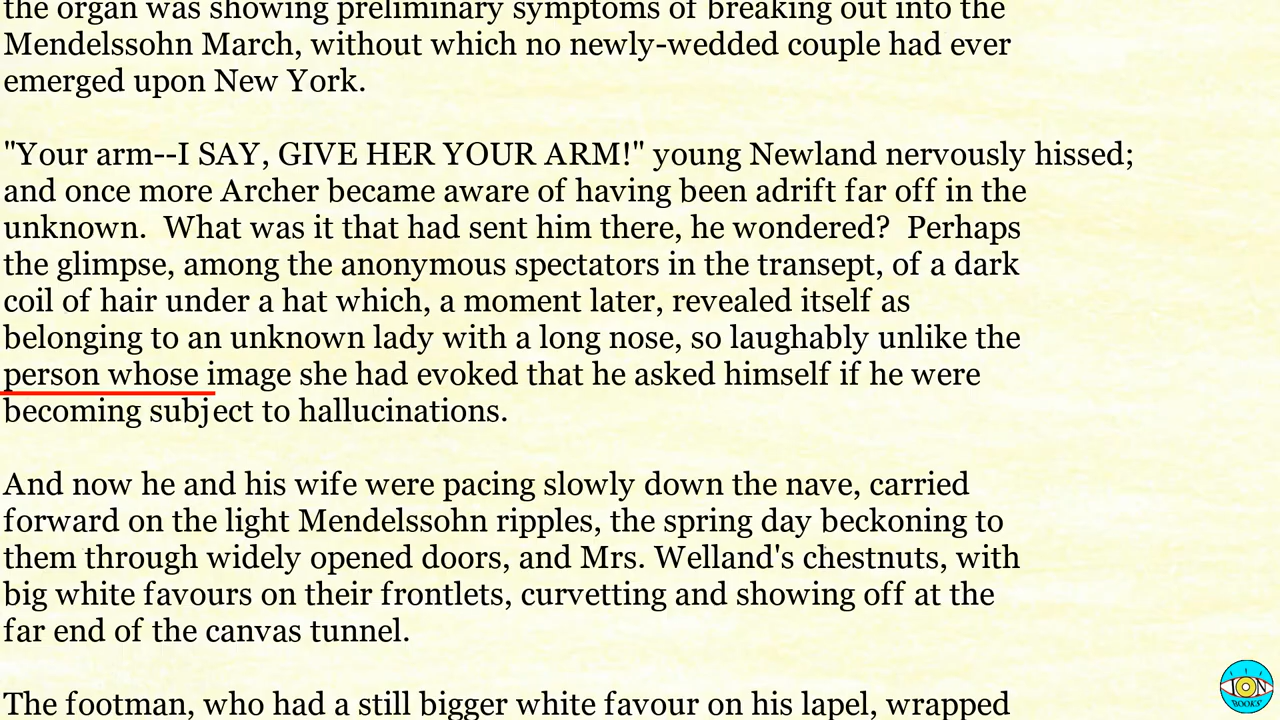 the organ was showing preliminary symptoms of breaking out into the
Mendelssohn March, without which no newly-wedded couple had ever
emerged upon New York.
"Your arm--I SAY, GIVE HER YOUR ARM!" young Newland nervously hissed;
and once more Archer became aware of having been adrift far off in the
unknown.  What was it that had sent him there, he wondered?  Perhaps
the glimpse, among the anonymous spectators in the transept, of a dark
coil of hair under a hat which, a moment later, revealed itself as
belonging to an unknown lady with a long nose, so laughably unlike the
person whose image she had evoked that he asked himself if he were
becoming subject to hallucinations.
And now he and his wife were pacing slowly down the nave, carried
forward on the light Mendelssohn ripples, the spring day beckoning to
them through widely opened doors, and Mrs. Welland's chestnuts, with
big white favours on their frontlets, curvetting and showing off at the
far end of the canvas tunnel.
The footman, who had a still bigger white favour on his lapel, wrapped
ION
BOOKS